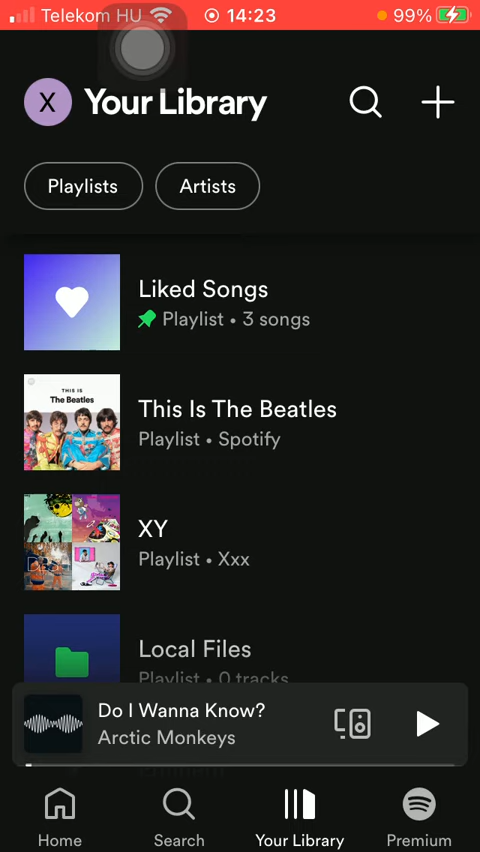 Telekom HU 14:23 99%
X Your Library
Playlists Artists
Liked Songs
Playlist • 3 songs
THIS IS
The Beatles
This Is The Beatles
Playlist • Spotify
XY
Playlist • Xxx
Local Files
Playlist • 0 tracks
Do I Wanna Know?
Arctic Monkeys
Home Search Your Library Premium